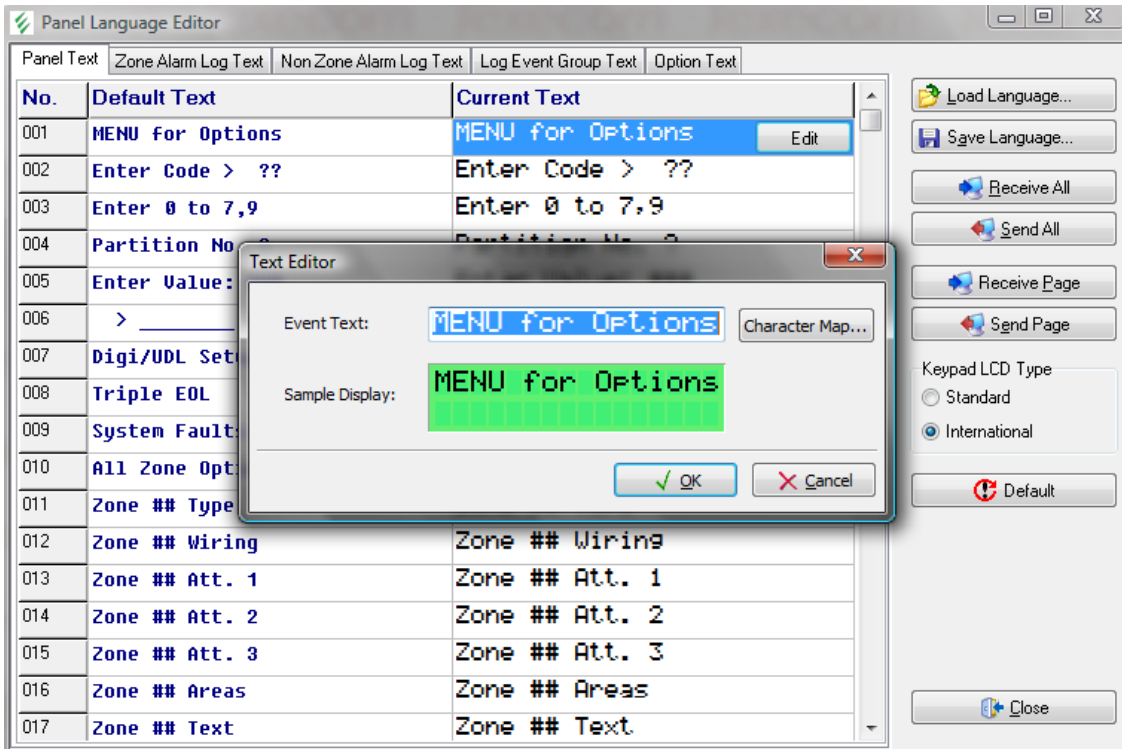 Panel Language Editor
Panel Text Zone Alarm Log Text Non Zone Alarm Log Text Log Event Group Text Option Text
No. Default Text Current Text
001 MENU for Options MENU for Options Edit
002 Enter Code > ?? Enter Code > ??
003 Enter 0 to 7,9 Enter 0 to 7,9
004 Partition No. Partition No.
005 Enter Value:
006 > ________
007 Digi/UDL
008 Triple EOL
009 System
010 All Zone
011 Zone ## Type
012 Zone ## Wiring Zone ## Wiring
013 Zone ## Att. 1 Zone ## Att. 1
014 Zone ## Att. 2 Zone ## Att. 2
015 Zone ## Att. 3 Zone ## Att. 3
016 Zone ## Areas Zone ## Areas
017 Zone ## Text Zone ## Text
Text Editor
Event Text: MENU for Options Character Map...
Sample Display: MENU for Options
OK Cancel
Load Language...
Save Language...
Receive All
Send All
Receive Page
Send Page
Keypad LCD Type
Standard
International
Default
Close